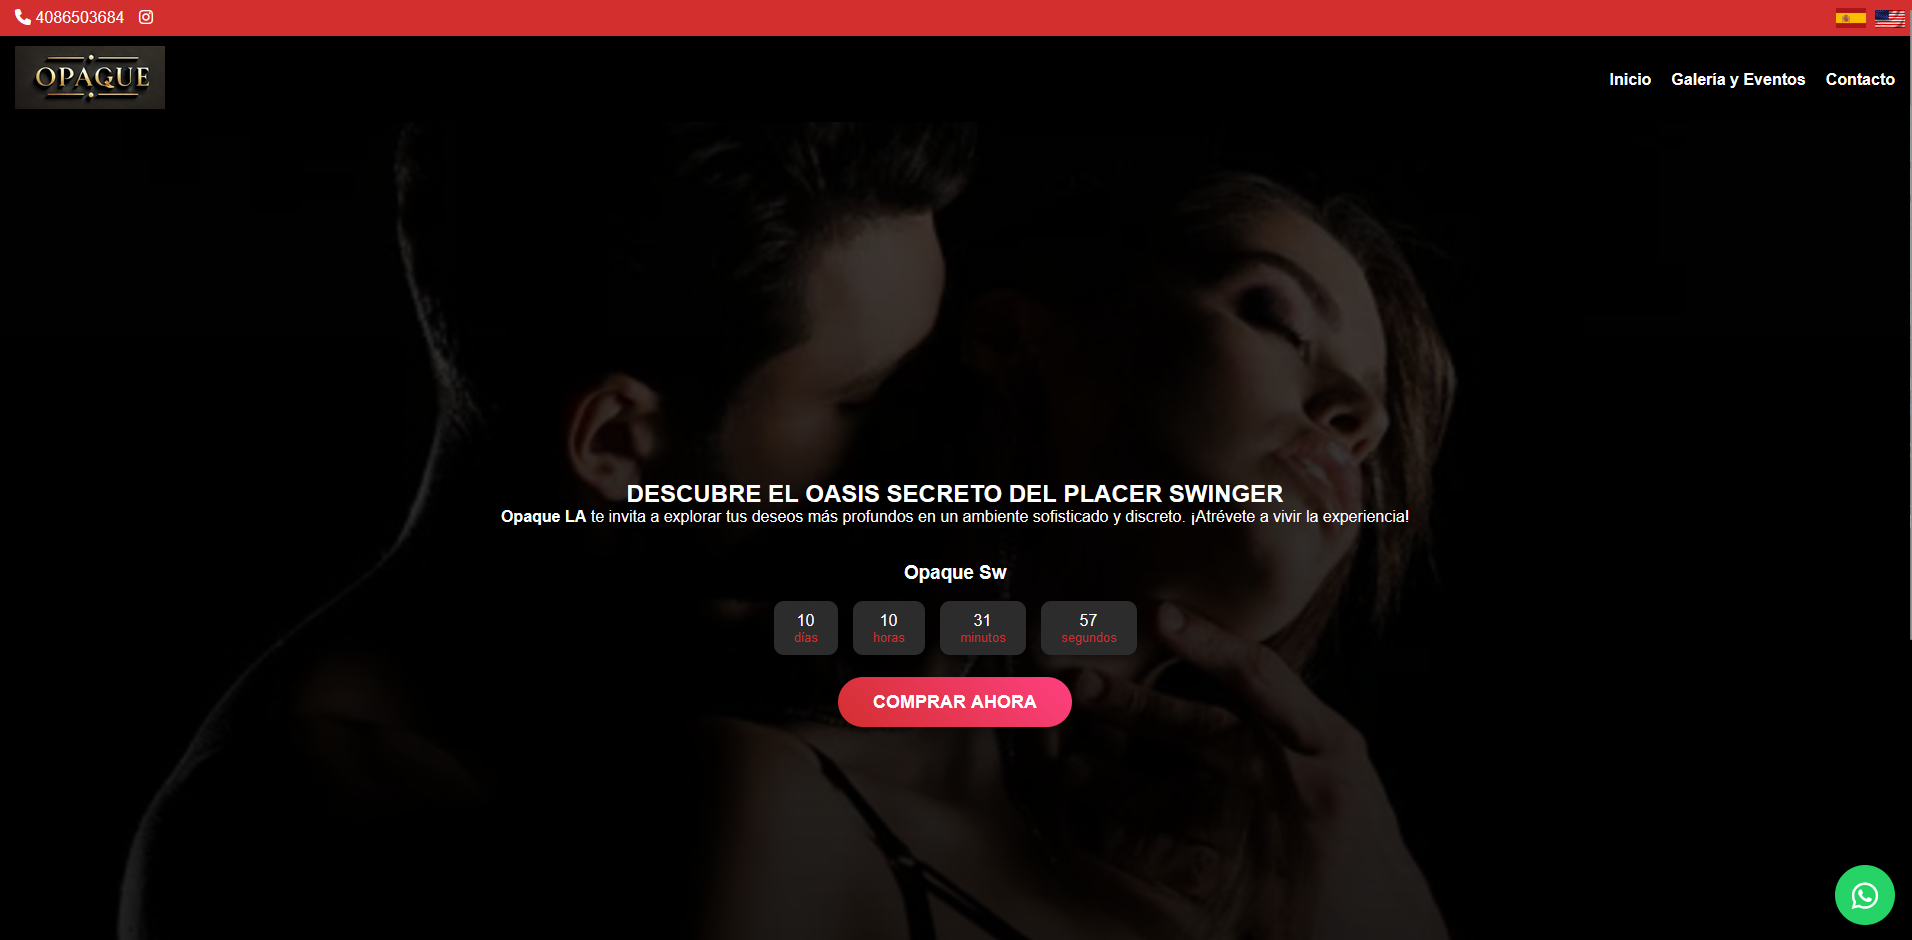 4086503684
OPAQUE
Inicio Galería y Eventos Contacto
DESCUBRE EL OASIS SECRETO DEL PLACER SWINGER
Opaque LA te invita a explorar tus deseos más profundos en un ambiente sofisticado y discreto. ¡Atrévete a vivir la experiencia!
Opaque Sw
10 10 31 57
días horas minutos segundos
COMPRAR AHORA